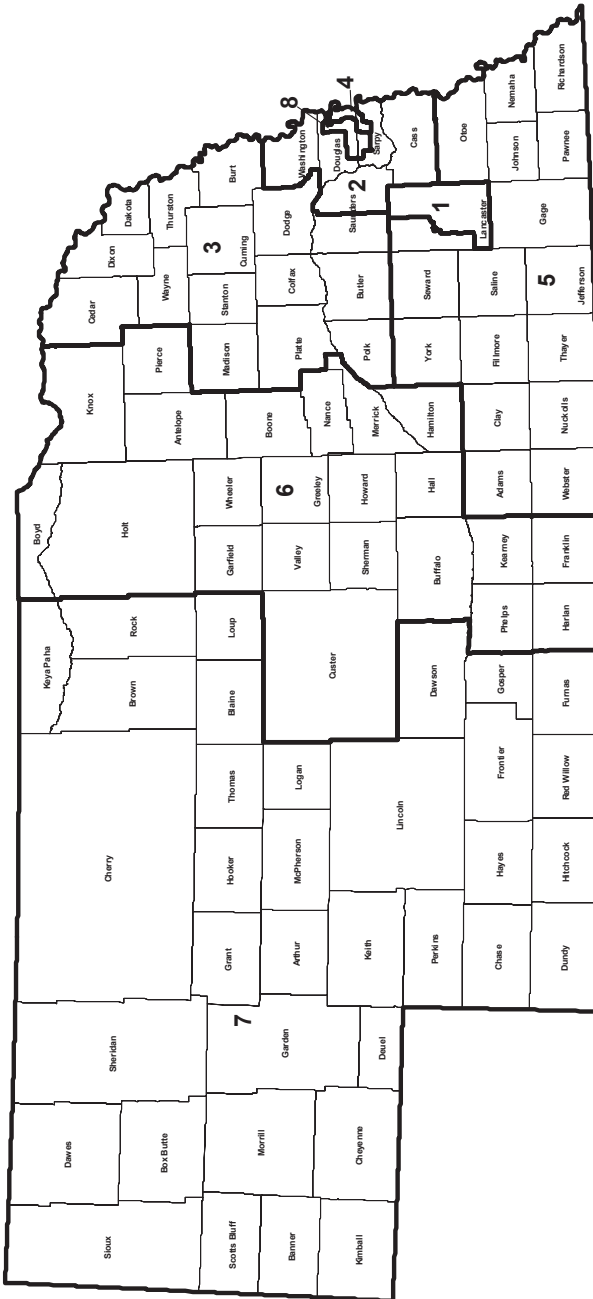 Sioux
Dawes
Box Butte
Sheridan
Cherry
Keya Paha
Brown
Rock
Boyd
Holt
Knox
Cedar
Dixon
Dakota
Scotts Bluff
Banner
Kimball
Morrill
Cheyenne
7
Garden
Deuel
Grant
Hooker
Thomas
Blaine
Loup
Garfield
Wheeler
Antelope
Pierce
Wayne
Thurston
Arthur
McPherson
Logan
Custer
Valley
6
Greeley
Boone
Madison
Stanton
3
Cuming
Burt
Keith
Lincoln
Sherman
Howard
Nance
Platte
Colfax
Dodge
Washington
8
4
Perkins
Dawson
Buffalo
Hall
Merrick
Polk
Butler
Saunders
2
Douglas
Sarpy
Chase
Hayes
Frontier
Gosper
Phelps
Kearney
Adams
Hamilton
Clay
York
Fillmore
Seward
Saline
1
Lancaster
Cass
Otoe
Dundy
Hitchcock
Red Willow
Furnas
Harlan
Franklin
Webster
Nuckolls
Thayer
5
Jefferson
Gage
Johnson
Nemaha
Pawnee
Richardson